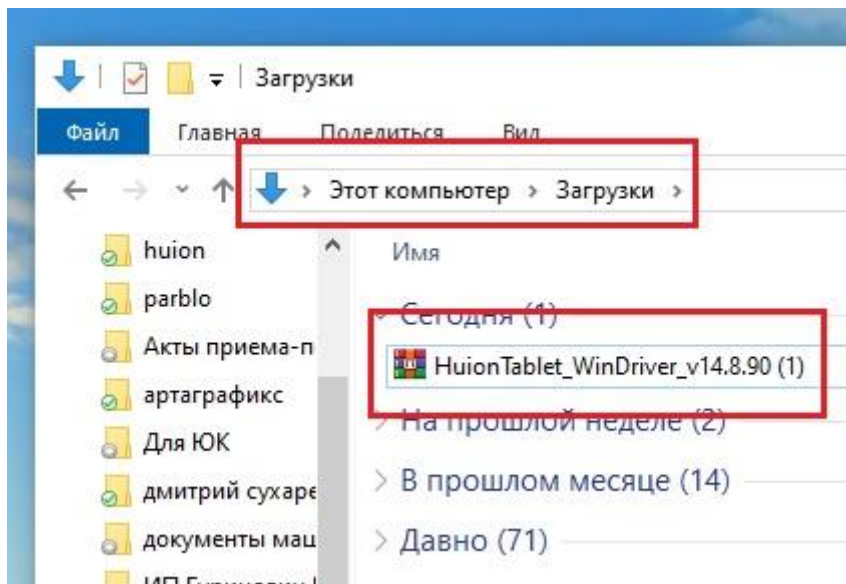 Загрузки
Файл Главная Поделиться Вид
Этот компьютер > Загрузки >
huion
parblo
Акты приема-п
артаграфикс
Для ЮК
дмитрий сухаре
документы маш
Имя
Сегодня (1)
HuionTablet_WinDriver_v14.8.90 (1)
На прошлой неделе (2)
В прошлом месяце (14)
Давно (71)